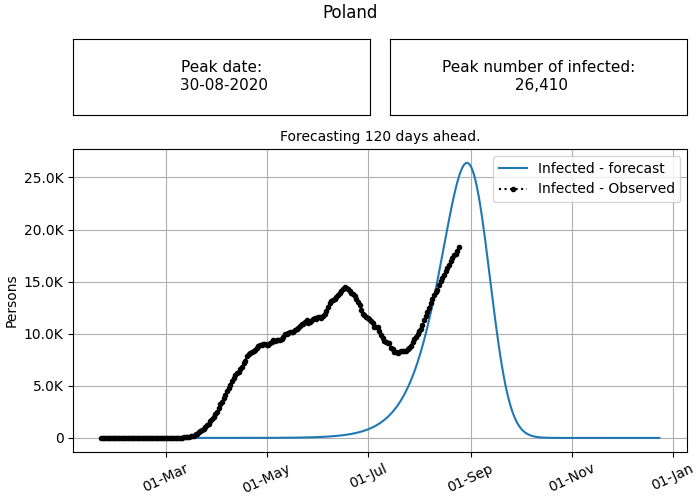 Poland
Peak date:
30-08-2020
Peak number of infected:
26,410
Forecasting 120 days ahead.
Infected - forecast
Infected - Observed
25.0K
20.0K
15.0K
10.0K
5.0K
0
Persons
01-Mar
01-May
01-Jul
01-Sep
01-Nov
01-Jan